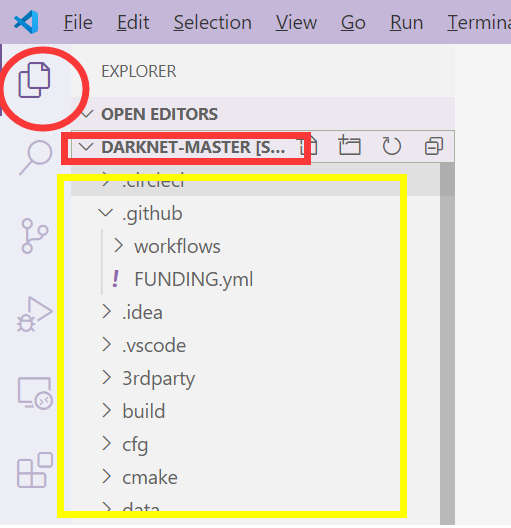 File Edit Selection View Go Run Termina
EXPLORER
OPEN EDITORS
DARKNET-MASTER [S...
.circleci
.github
workflows
! FUNDING.yml
.idea
.vscode
3rdparty
build
cfg
cmake
data